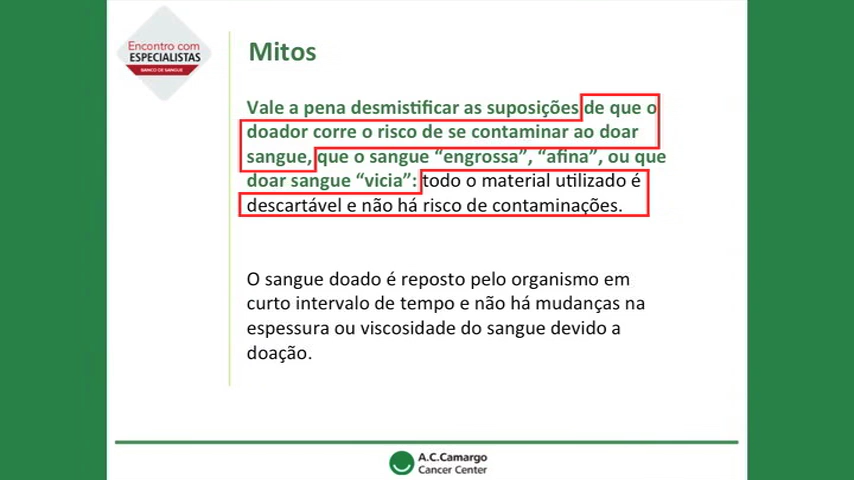 Encontro com
ESPECIALISTAS
BANCO DE SANGUE
Mitos
Vale a pena desmistificar as suposições de que o
doador corre o risco de se contaminar ao doar
sangue, que o sangue “engrossa”, “afina”, ou que
doar sangue “vicia”: todo o material utilizado é
descartável e não há risco de contaminações.
O sangue doado é reposto pelo organismo em
curto intervalo de tempo e não há mudanças na
espessura ou viscosidade do sangue devido a
doação.
A.C.Camargo
Cancer Center